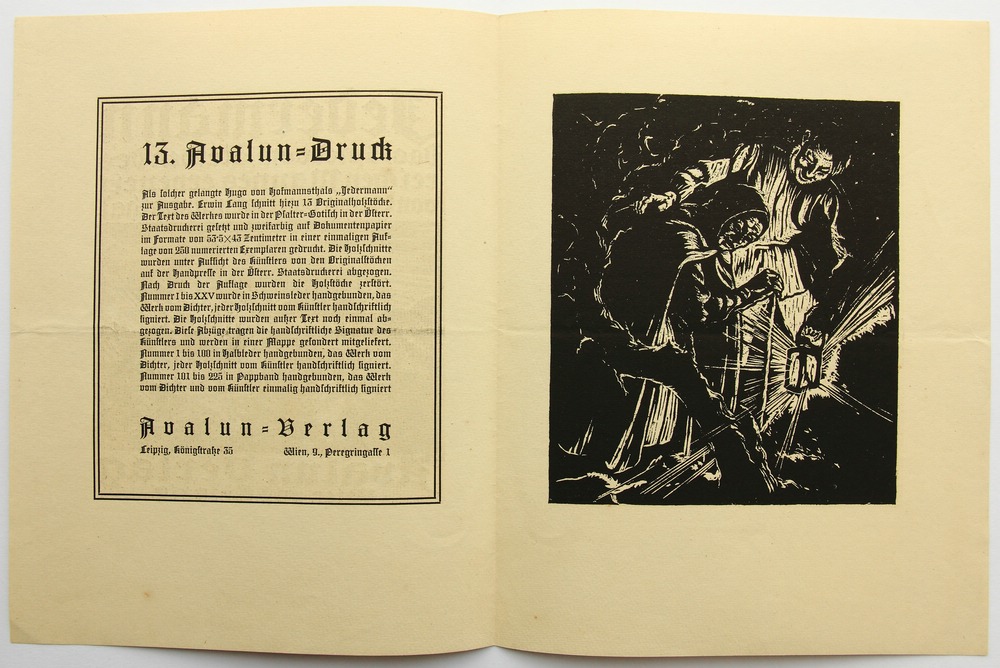 13. Avalun-Druck
Als solcher gelangte Hugo von Hofmannsthals „Jedermann“
zur Ausgabe. Erwin Lang schnitt hiezu 13 Originalholzstöcke.
Der Text des Werkes wurde in der Psalter-Gotisch in der Österr.
Staatsdruckerei gesetzt und zweifarbig auf Dokumentenpapier
im Formate von 33·5×43 Zentimeter in einer einmaligen Auf-
lage von 250 numerierten Exemplaren gedruckt. Die Holzschnitte
wurden unter Aufsicht des Künstlers von den Originalstöcken
auf der Handpresse in der Österr. Staatsdruckerei abgezogen.
Nach Druck der Auflage wurden die Holzstöcke zerstört.
Nummer I bis XXV wurde in Schweinsleder handgebunden, das
Werk vom Dichter, jeder Holzschnitt vom Künstler handschriftlich
signiert. Die Holzschnitte wurden außer Text noch einmal ab-
gezogen. Diese Abzüge tragen die handschriftliche Signatur des
Künstlers und werden in einer Mappe gesondert mitgeliefert.
Nummer 1 bis 100 in Halbleder handgebunden, das Werk vom
Dichter, jeder Holzschnitt vom Künstler handschriftlich signiert.
Nummer 101 bis 225 in Pappband handgebunden, das Werk
vom Dichter und vom Künstler einmalig handschriftlich signiert
Avalun-Verlag
Leipzig, Königstraße 35 Wien, 9., Peregringasse 1